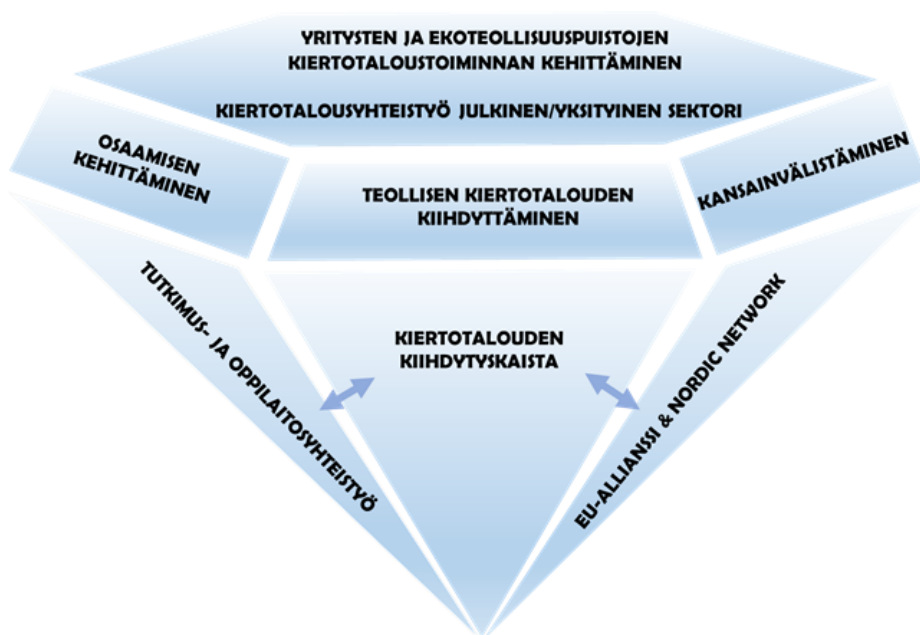 YRITYSTEN JA EKOTEOLLISUUSPUISTOJEN
KIERTOTALOUSTOIMINNAN KEHITTÄMINEN
KIERTOTALOUSYHTEISTYÖ JULKINEN/YKSITYINEN SEKTORI
OSAAMISEN
KEHITTÄMINEN
TEOLLISEN KIERTOTALOUDEN
KIIHDYTTÄMINEN
KANSAINVÄLISTÄMINEN
TUTKIMUS- JA OPPILAITOSYHTEISTYÖ
KIERTOTALOUDEN
KIIHDYTYSKAISTA
EU-ALLIANSSI & NORDIC NETWORK